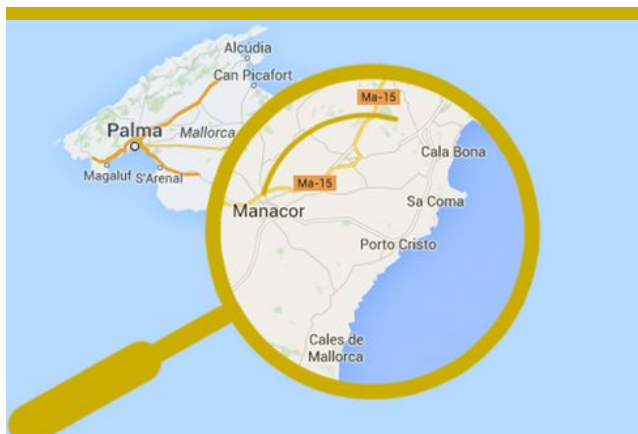 Alcúdia
Can Picafort
Ma-15
Palma
Mallorca
Cala Bona
Magaluf
S'Arenal
Ma-15
Manacor
Sa Coma
Porto Cristo
Cales de
Mallorca